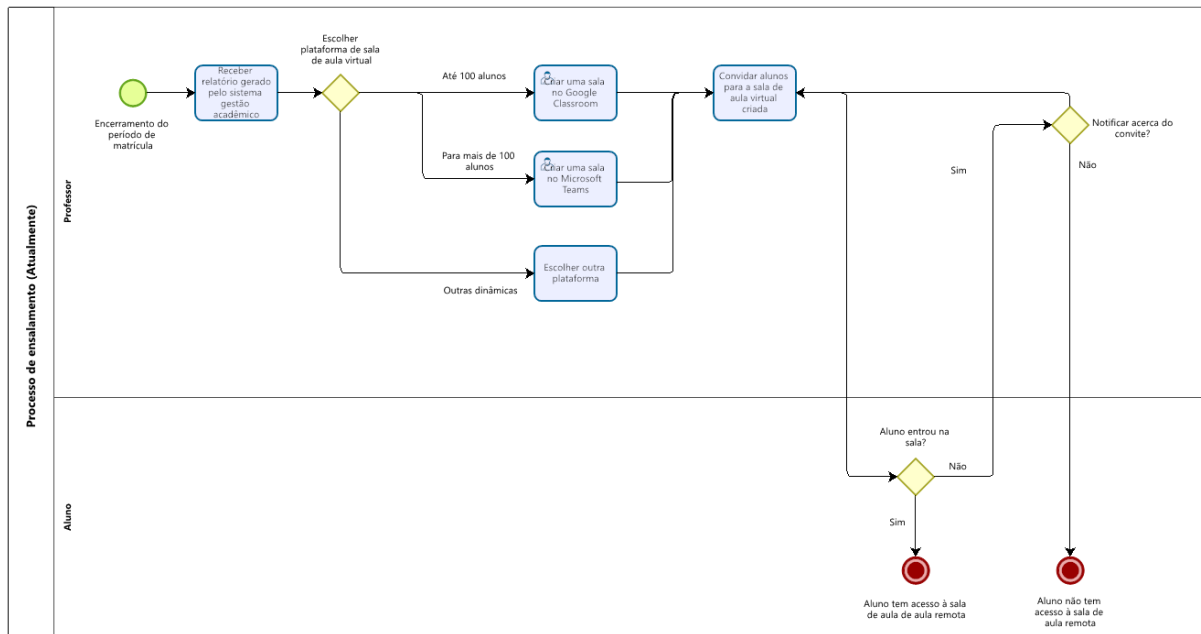 Processo de ensalamento (Atualmente)
Professor
Encerramento do
período de
matrícula
Receber
relatório gerado
pelo sistema
gestão
acadêmico
Escolher
plataforma de sala
de aula virtual
Até 100 alunos
Criar uma sala
no Google
Classroom
Para mais de 100
alunos
Criar uma sala
no Microsoft
Teams
Outras dinâmicas
Escolher outra
plataforma
Convidar alunos
para a sala de
aula virtual
criada
Notificar acerca do
convite?
Sim
Não
Aluno
Aluno entrou na
sala?
Não
Sim
Aluno tem acesso à sala
de aula de aula remota
Aluno não tem
acesso à sala de
aula remota